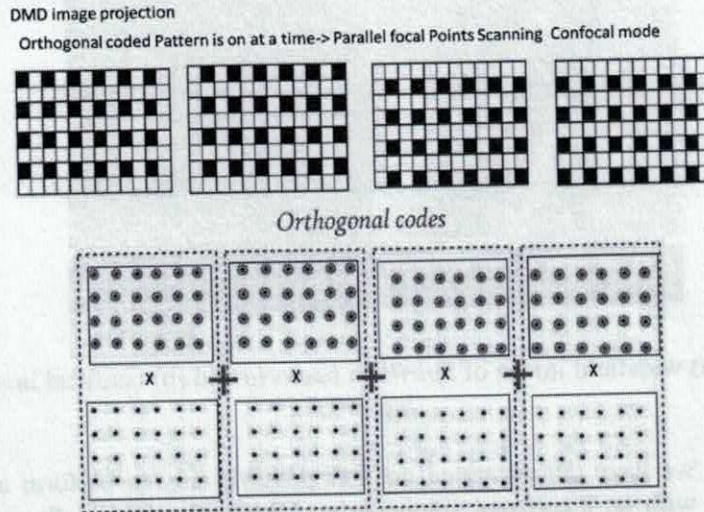 DMD image projection
Orthogonal coded Pattern is on at a time-> Parallel focal Points Scanning Confocal mode
Orthogonal codes
:X X X X